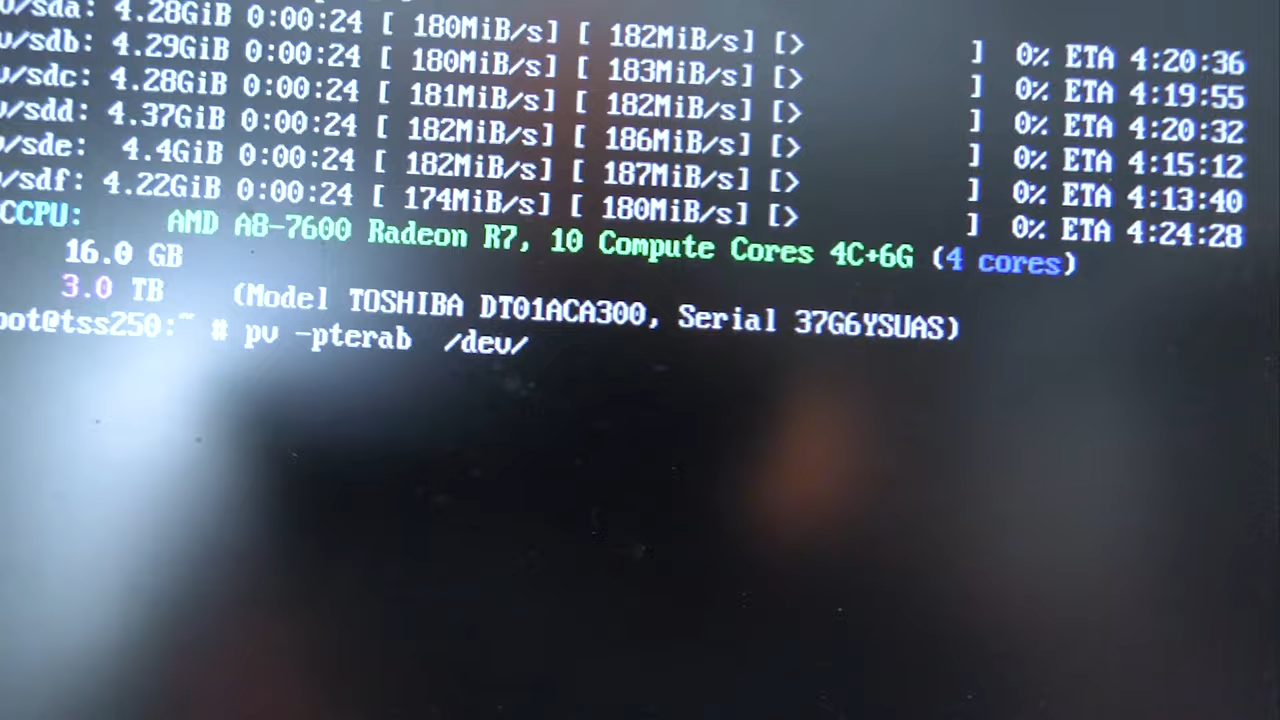 /sda: 4.28GiB 0:00:24 [ 180MiB/s] [ 182MiB/s] [> ] 0% ETA 4:20:36
/sdb: 4.29GiB 0:00:24 [ 180MiB/s] [ 183MiB/s] [> ] 0% ETA 4:19:55
/sdc: 4.28GiB 0:00:24 [ 181MiB/s] [ 182MiB/s] [> ] 0% ETA 4:20:32
v/sdd: 4.37GiB 0:00:24 [ 182MiB/s] [ 186MiB/s] [> ] 0% ETA 4:15:12
/sde: 4.4GiB 0:00:24 [ 182MiB/s] [ 187MiB/s] [> ] 0% ETA 4:13:40
/sdf: 4.22GiB 0:00:24 [ 174MiB/s] [ 180MiB/s] [> ] 0% ETA 4:24:28
CCPU: AMD A8-7600 Radeon R7, 10 Compute Cores 4C+6G (4 cores)
16.0 GB
3.0 TB (Model TOSHIBA DT01ACA300, Serial 37G6YSUAS)
oot@tss250:~ # pv -pterab /dev/